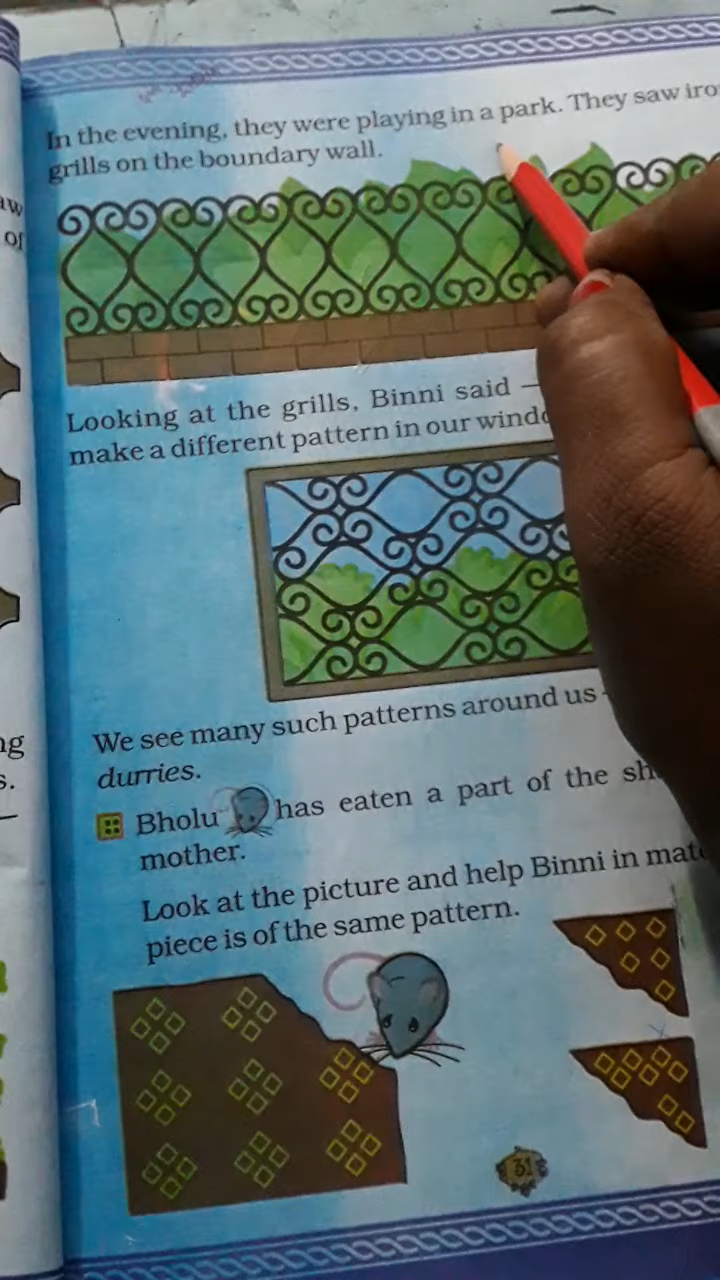 In the evening, they were playing in a park. They saw iro
grills on the boundary wall.
Looking at the grills, Binni said —
make a different pattern in our windo
We see many such patterns around us
durries.
Bholu has eaten a part of the sh
mother.
Look at the picture and help Binni in mat
piece is of the same pattern.
31